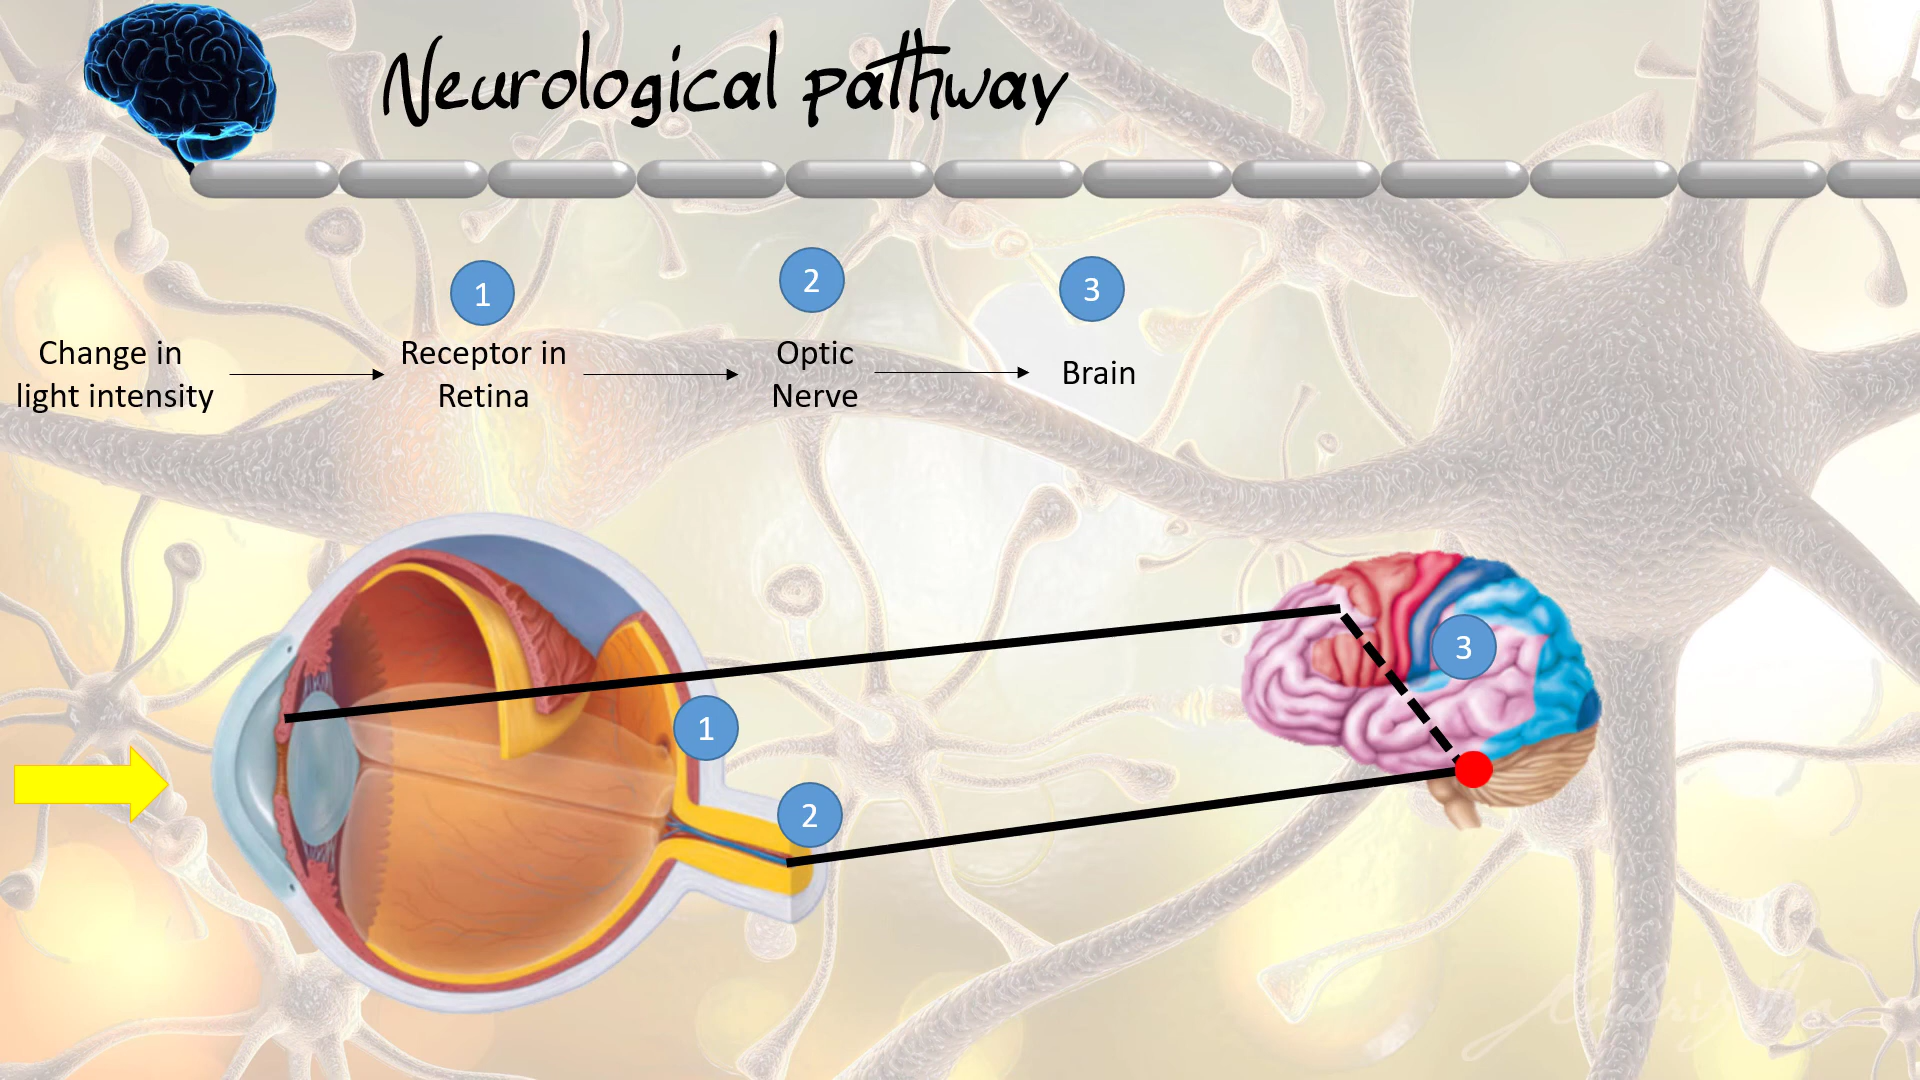 Neurological pathway
1
2
3
Change in
light intensity
Receptor in
Retina
Optic
Nerve
Brain
3
1
2